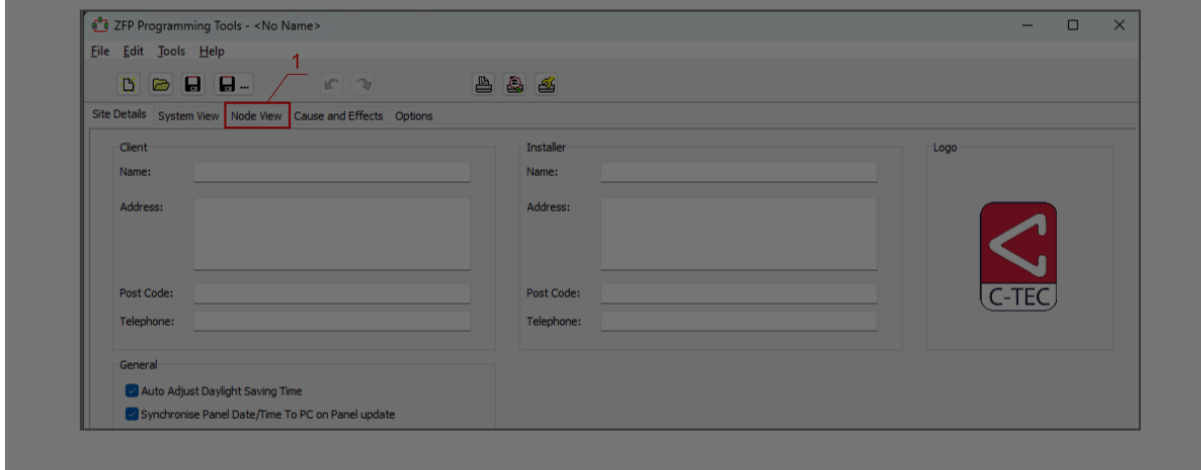 ZFP Programming Tools - <No Name>
File Edit Tools Help
1
...
Site Details System View Node View Cause and Effects Options
Client Installer Logo
Name: Name:
Address: Address:
C-TEC
Post Code: Post Code:
Telephone: Telephone:
General
Auto Adjust Daylight Saving Time
Synchronise Panel Date/Time To PC on Panel update